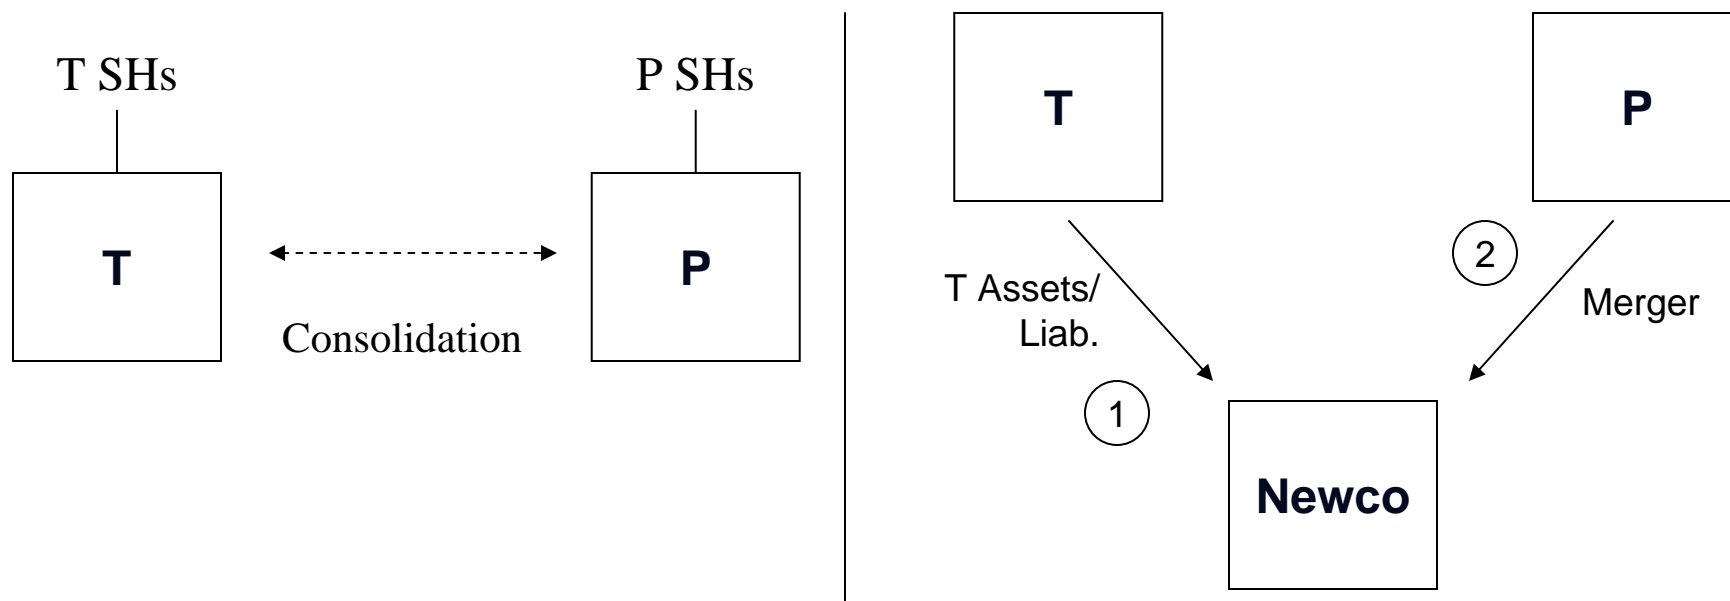 T SHs
P SHs
T
P
Consolidation
T
P
T Assets/
Liab.
1
2
Merger
Newco